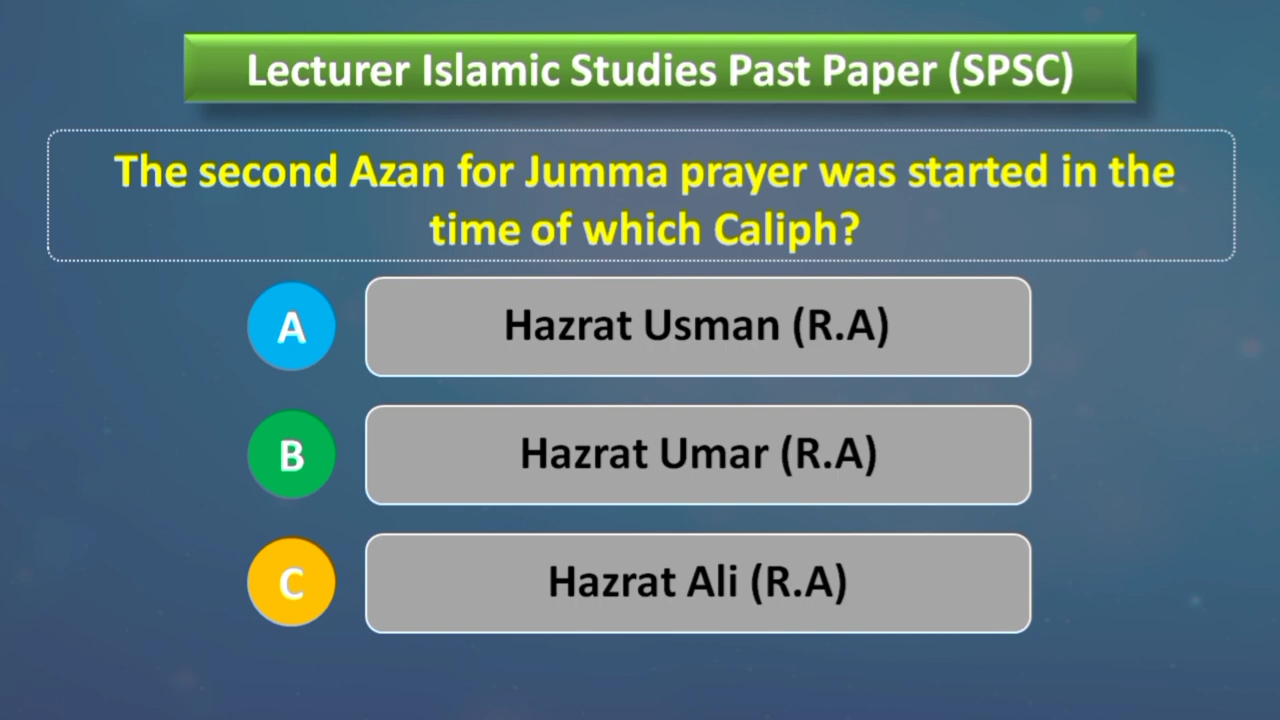 Lecturer Islamic Studies Past Paper (SPSC)
The second Azan for Jumma prayer was started in the
time of which Caliph?
A
Hazrat Usman (R.A)
B
Hazrat Umar (R.A)
C
Hazrat Ali (R.A)